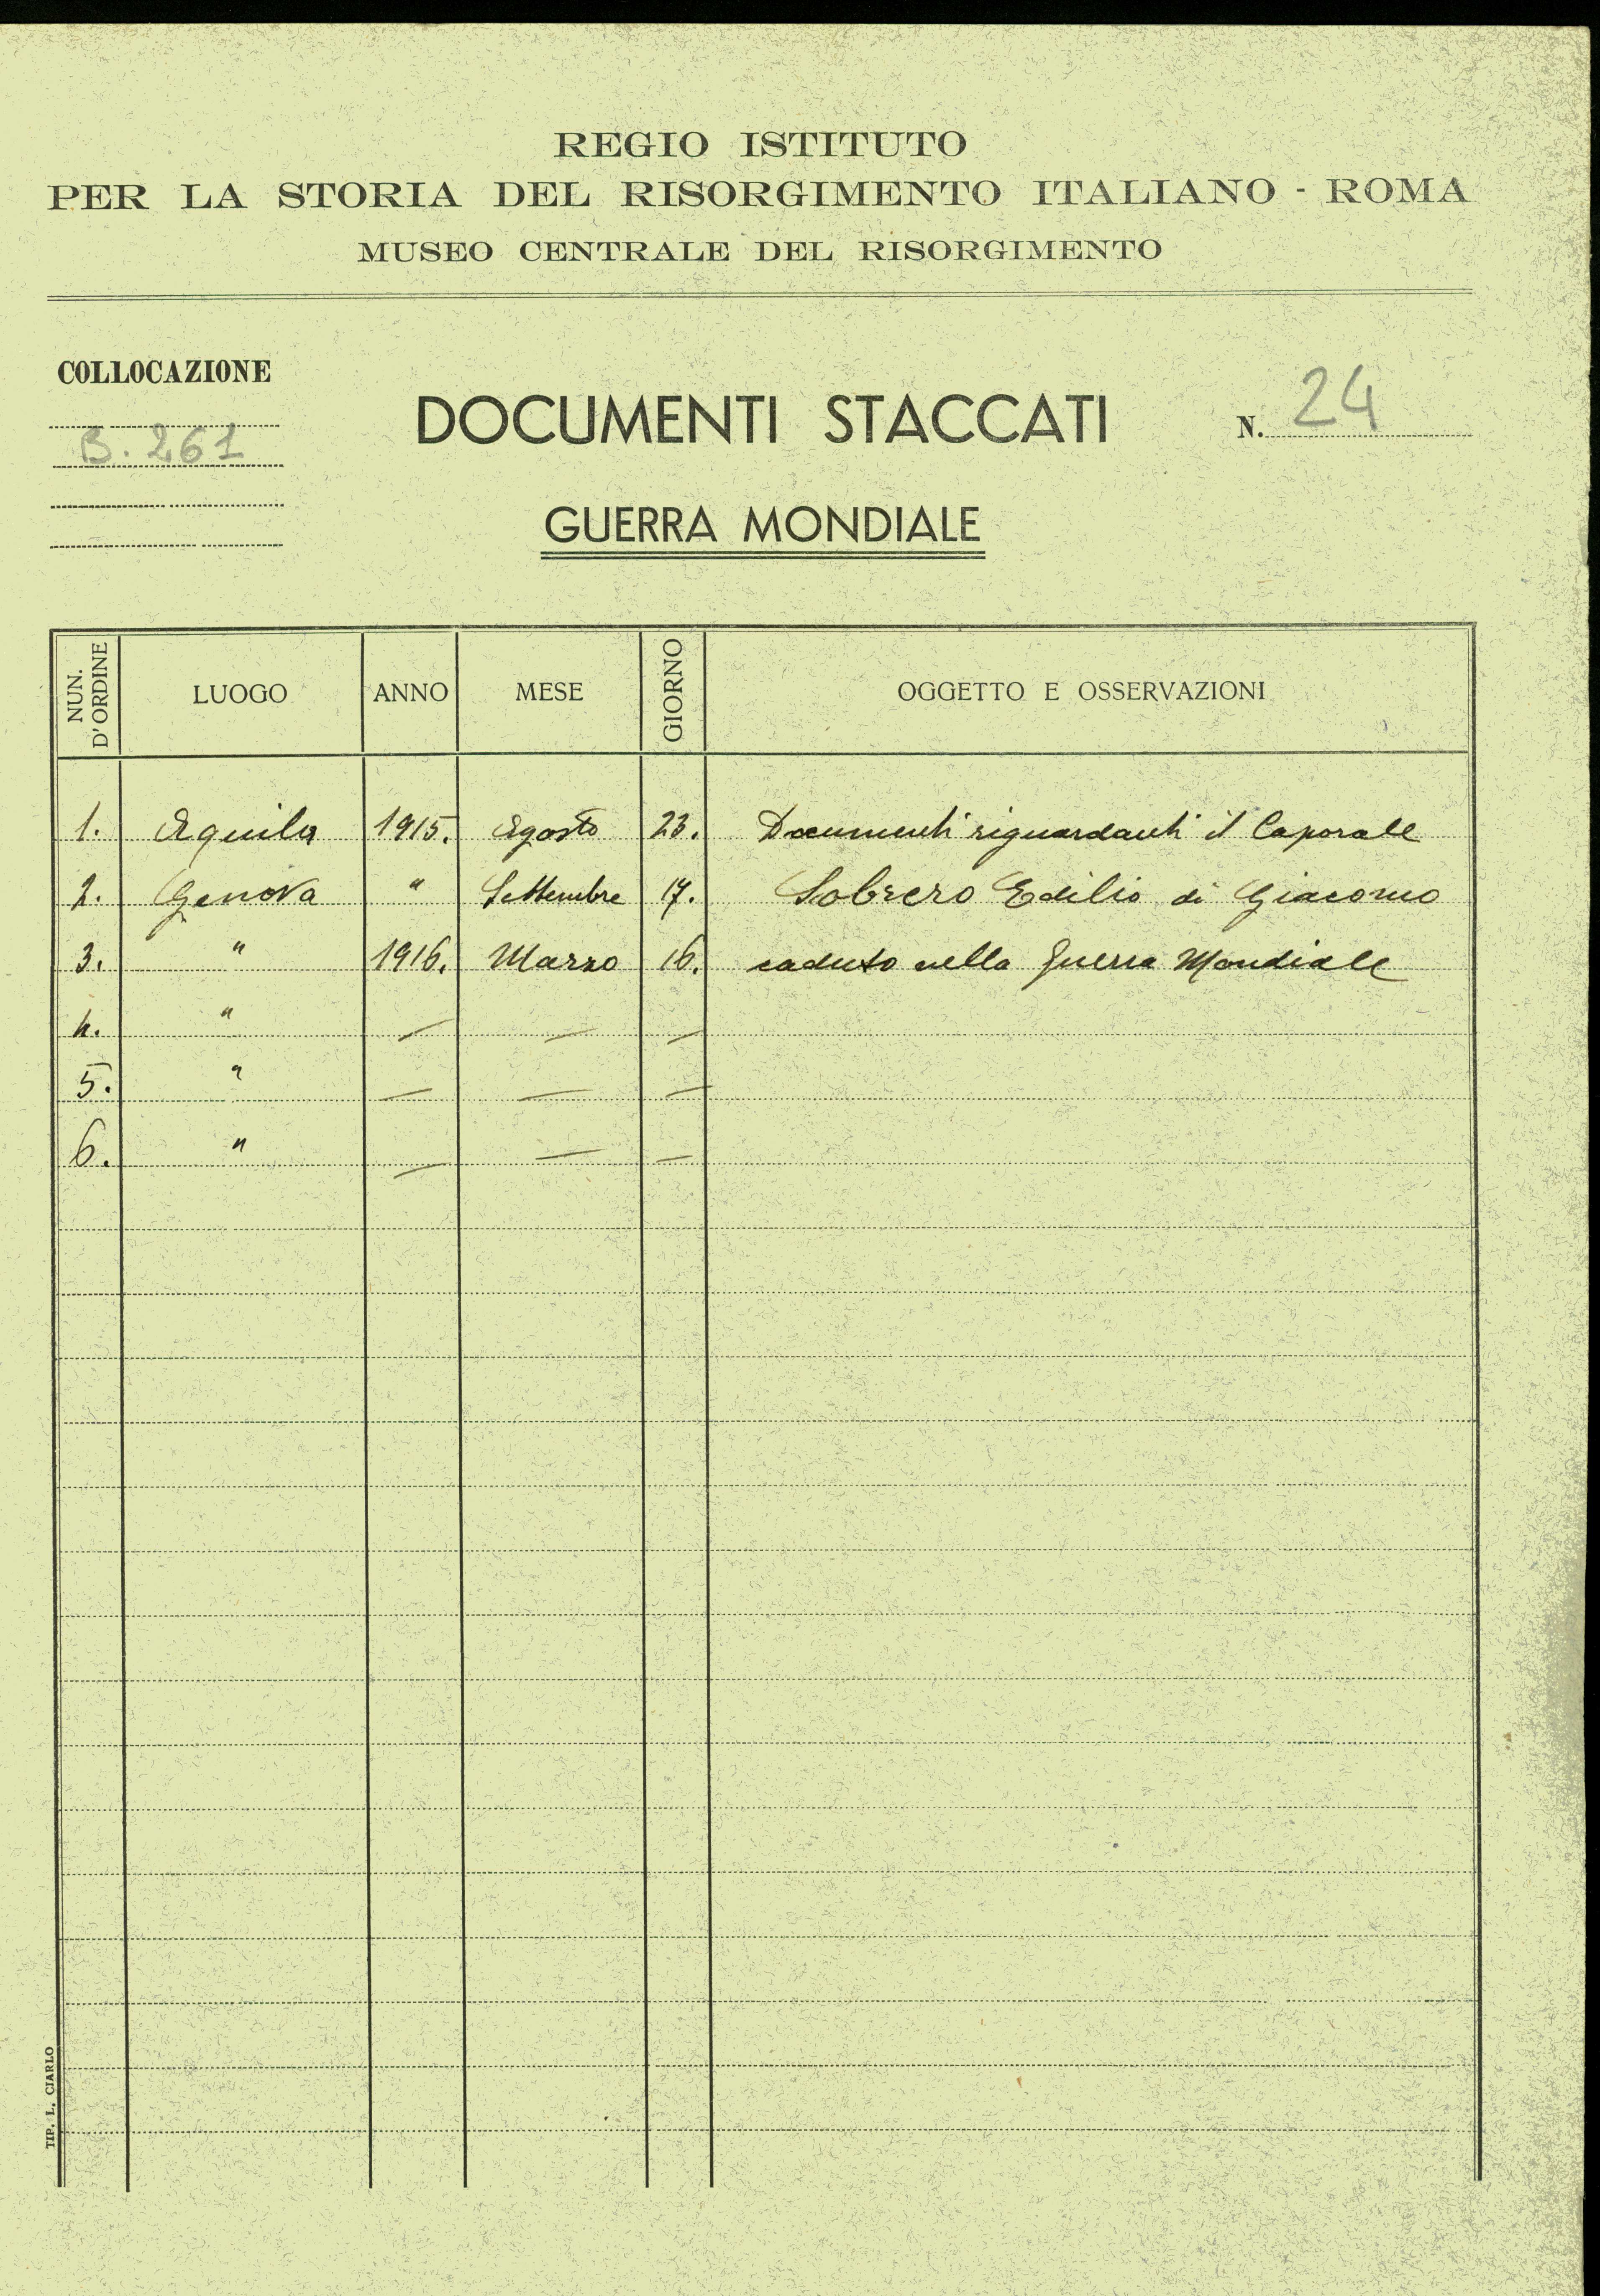 REGIO ISTITUTO
PER LA STORIA DEL RISORGIMENTO ITALIANO - ROMA
MUSEO CENTRALE DEL RISORGIMENTO
COLLOCAZIONE
B. 261
DOCUMENTI STACCATI
N. 24
GUERRA MONDIALE
NUN. D'ORDINE LUOGO ANNO MESE GIORNO OGGETTO E OSSERVAZIONI
1. Aquila 1915. Agosto 23. Documenti riguardanti il Caporale
2. Genova " Settembre 17. Sobrero Edilio di Giacomo
3. " 1916. Marzo 16. caduto nella Guerra Mondiale
4. " — — —
5. " — — —
6. " — — —
TIP. L. CIARLO